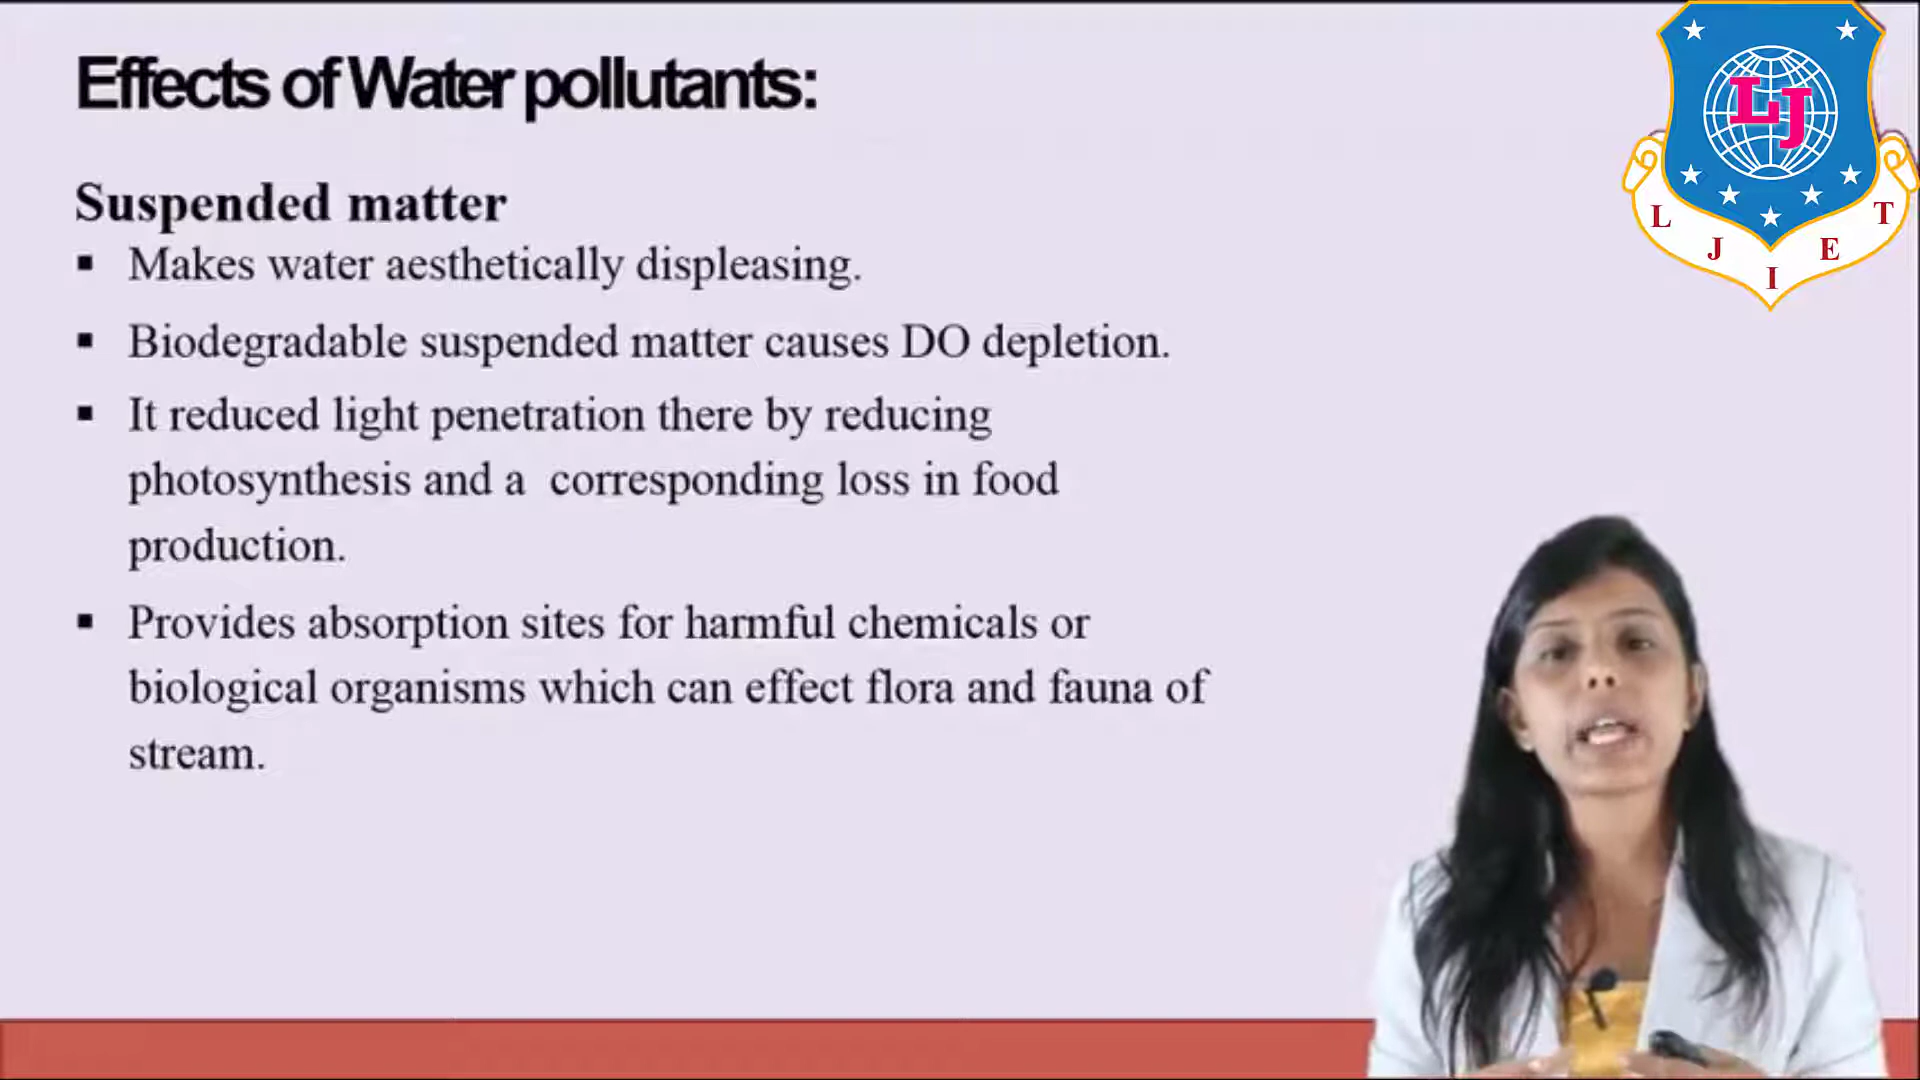 Effects of Water pollutants:
Suspended matter
▪ Makes water aesthetically displeasing.
▪ Biodegradable suspended matter causes DO depletion.
▪ It reduced light penetration there by reducing
photosynthesis and a corresponding loss in food
production.
▪ Provides absorption sites for harmful chemicals or
biological organisms which can effect flora and fauna of
stream.
LJ
L J I E T